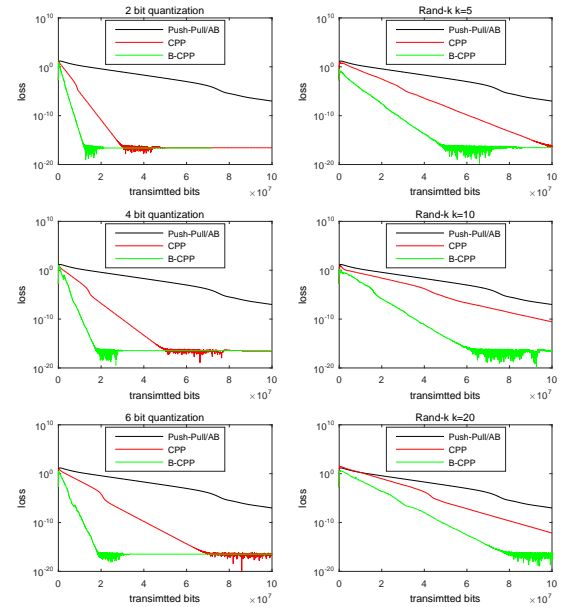 2 bit quantization
Push-Pull/AB
CPP
B-CPP
10^10
10^0
10^-10
10^-20
loss
0 2 4 6 8 10
transimtted bits
×10^7
Rand-k k=5
Push-Pull/AB
CPP
B-CPP
10^10
10^0
10^-10
10^-20
loss
0 2 4 6 8 10
transimtted bits
×10^7
4 bit quantization
Push-Pull/AB
CPP
B-CPP
10^10
10^0
10^-10
10^-20
loss
0 2 4 6 8 10
transimtted bits
×10^7
Rand-k k=10
Push-Pull/AB
CPP
B-CPP
10^10
10^0
10^-10
10^-20
loss
0 2 4 6 8 10
transimtted bits
×10^7
6 bit quantization
Push-Pull/AB
CPP
B-CPP
10^10
10^0
10^-10
10^-20
loss
0 2 4 6 8 10
transimtted bits
×10^7
Rand-k k=20
Push-Pull/AB
CPP
B-CPP
10^10
10^0
10^-10
10^-20
loss
0 2 4 6 8 10
transimtted bits
×10^7